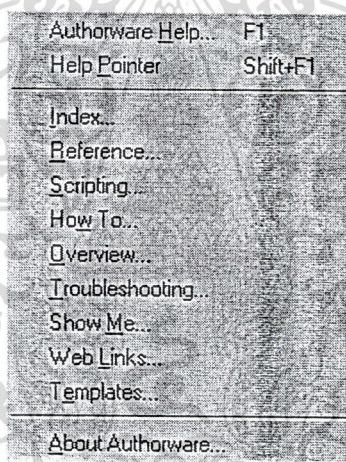 Authorware Help... F1
Help Pointer Shift+F1
Index...
Reference...
Scripting...
How To...
Overview...
Troubleshooting...
Show Me...
Web Links...
Templates...
About Authorware...